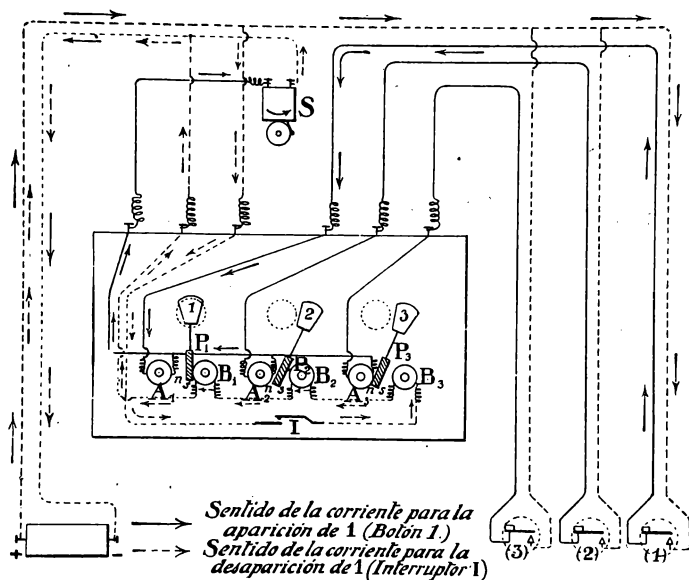 S
1 2 3
P1 P2 P3
B1 B2 B3
n s n s n s
A1 A2 A3
I
Sentido de la corriente para la
aparición de 1 (Botón 1.)
Sentido de la corriente para la
desaparición de 1 (Interruptor I)
+ -
(3) (2) (1)